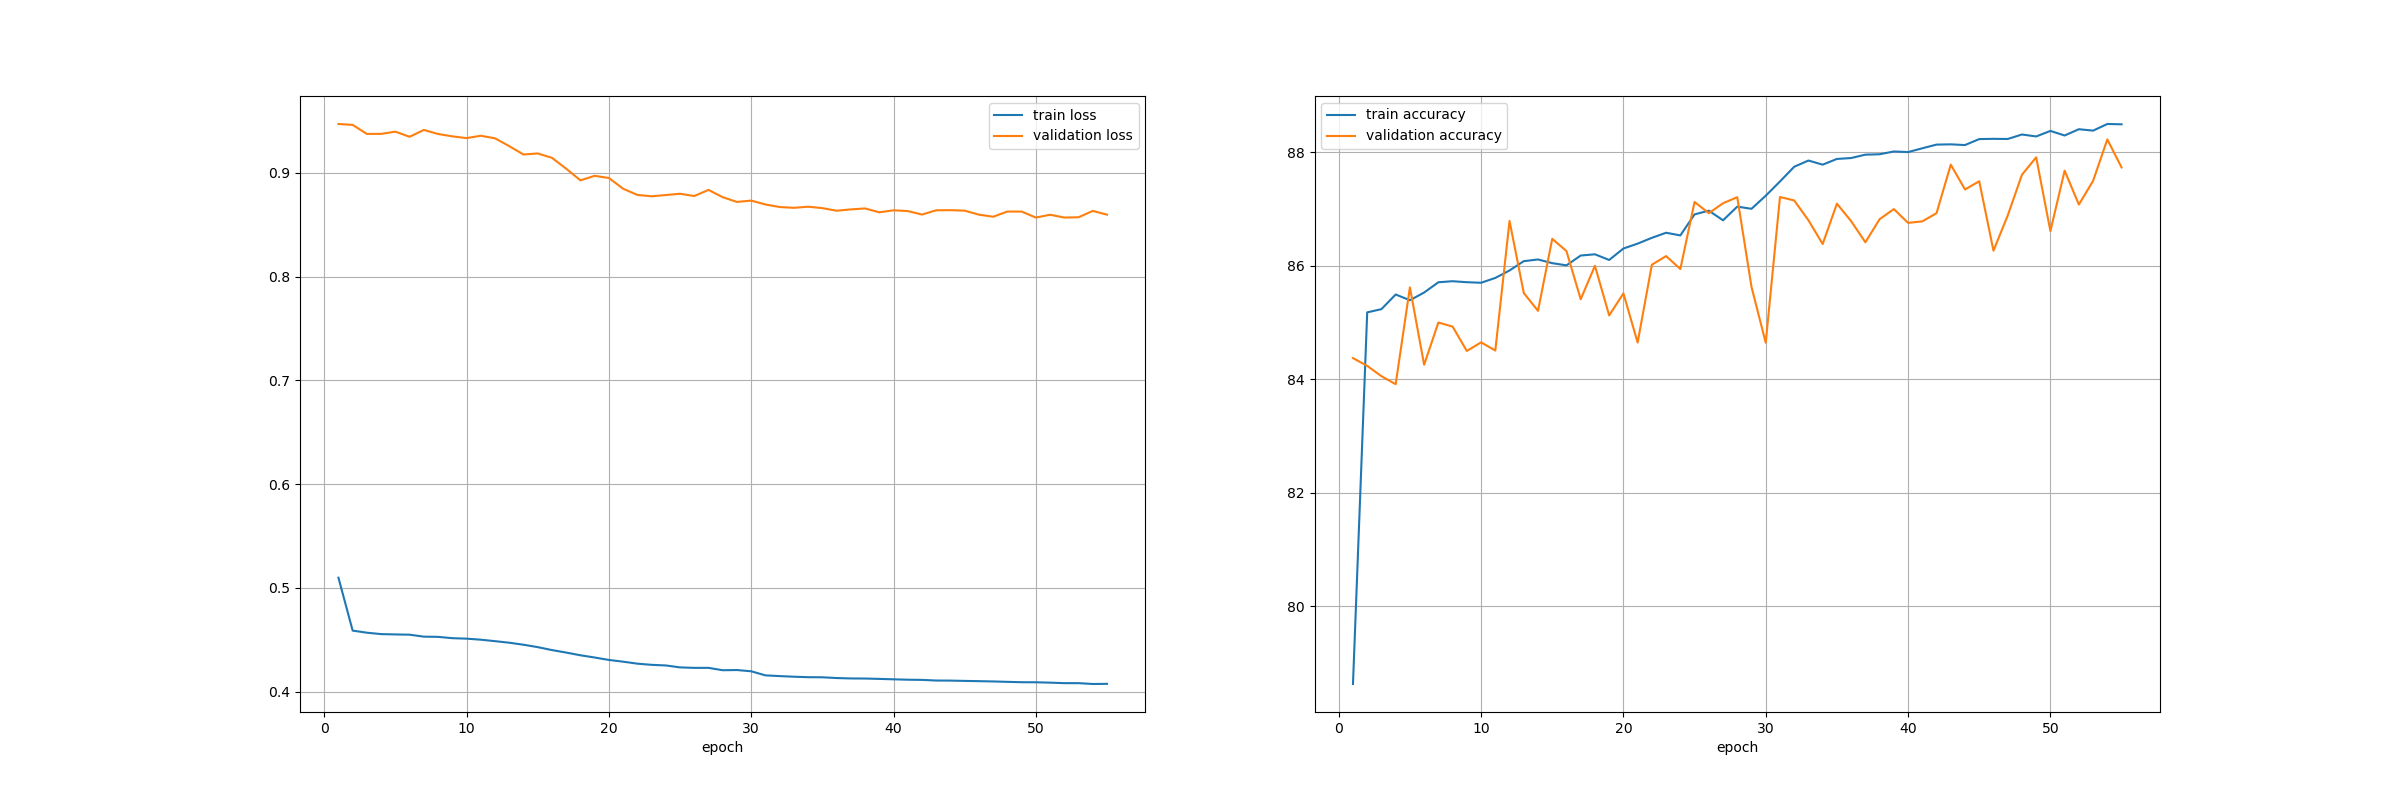 train loss
validation loss
0.9
0.8
0.7
0.6
0.5
0.4
0 10 20 30 40 50
epoch
train accuracy
validation accuracy
88
86
84
82
80
0 10 20 30 40 50
epoch